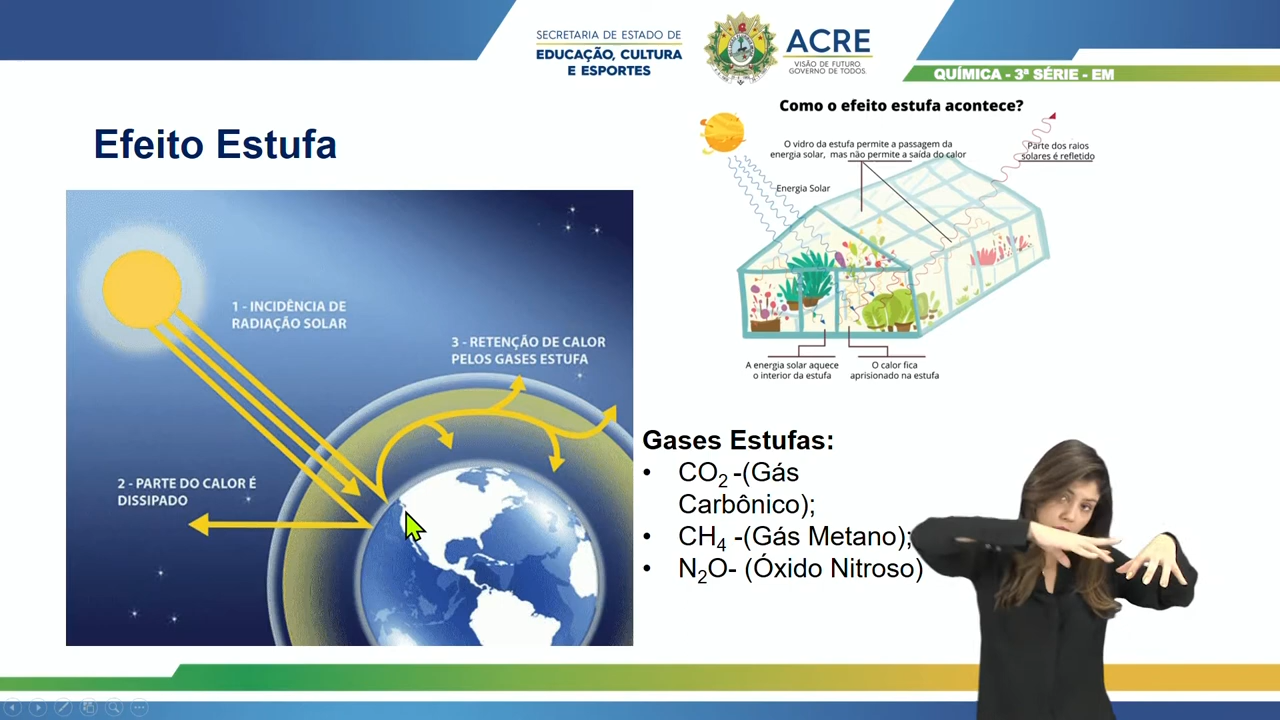 SECRETARIA DE ESTADO DE
EDUCAÇÃO, CULTURA
E ESPORTES
ACRE
VISÃO DE FUTURO
GOVERNO DE TODOS
QUÍMICA - 3ª SÉRIE - EM
Efeito Estufa
Como o efeito estufa acontece?
O vidro da estufa permite a passagem da
energia solar, mas não permite a saída do calor
Parte dos raios
solares é refletido
Energia Solar
A energia solar aquece
o interior da estufa
O calor fica
aprisionado na estufa
1 - INCIDÊNCIA DE
RADIAÇÃO SOLAR
3 - RETENÇÃO DE CALOR
PELOS GASES ESTUFA
2 - PARTE DO CALOR É
DISSIPADO
Gases Estufas:
• CO₂ -(Gás
Carbônico);
• CH₄ -(Gás Metano);
• N₂O- (Óxido Nitroso)